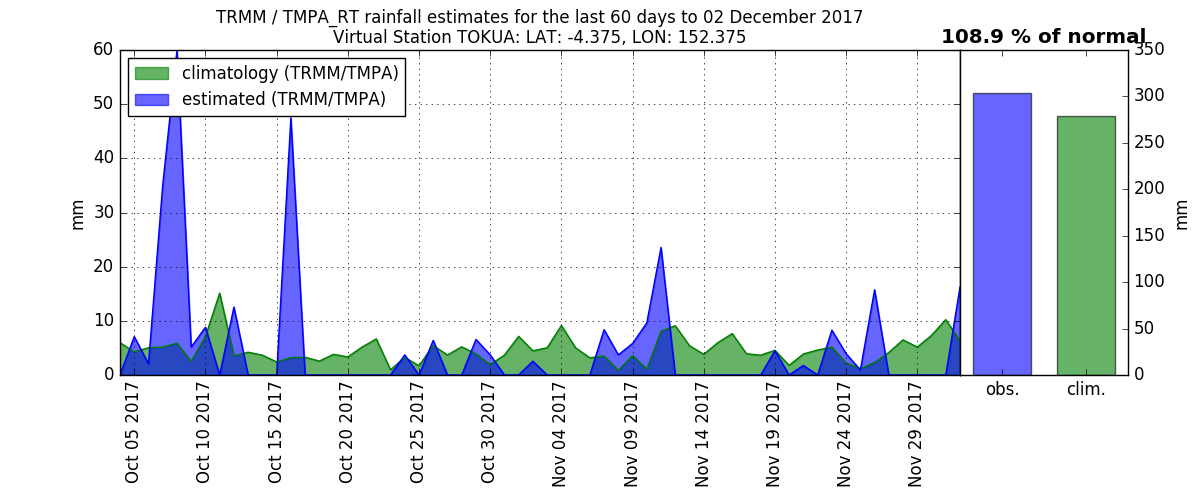 TRMM / TMPA_RT rainfall estimates for the last 60 days to 02 December 2017
Virtual Station TOKUA: LAT: -4.375, LON: 152.375
108.9 % of normal
climatology (TRMM/TMPA)
estimated (TRMM/TMPA)
60
50
40
30
20
10
0
mm
Oct 05 2017
Oct 10 2017
Oct 15 2017
Oct 20 2017
Oct 25 2017
Oct 30 2017
Nov 04 2017
Nov 09 2017
Nov 14 2017
Nov 19 2017
Nov 24 2017
Nov 29 2017
obs.
clim.
350
300
250
200
150
100
50
0
mm